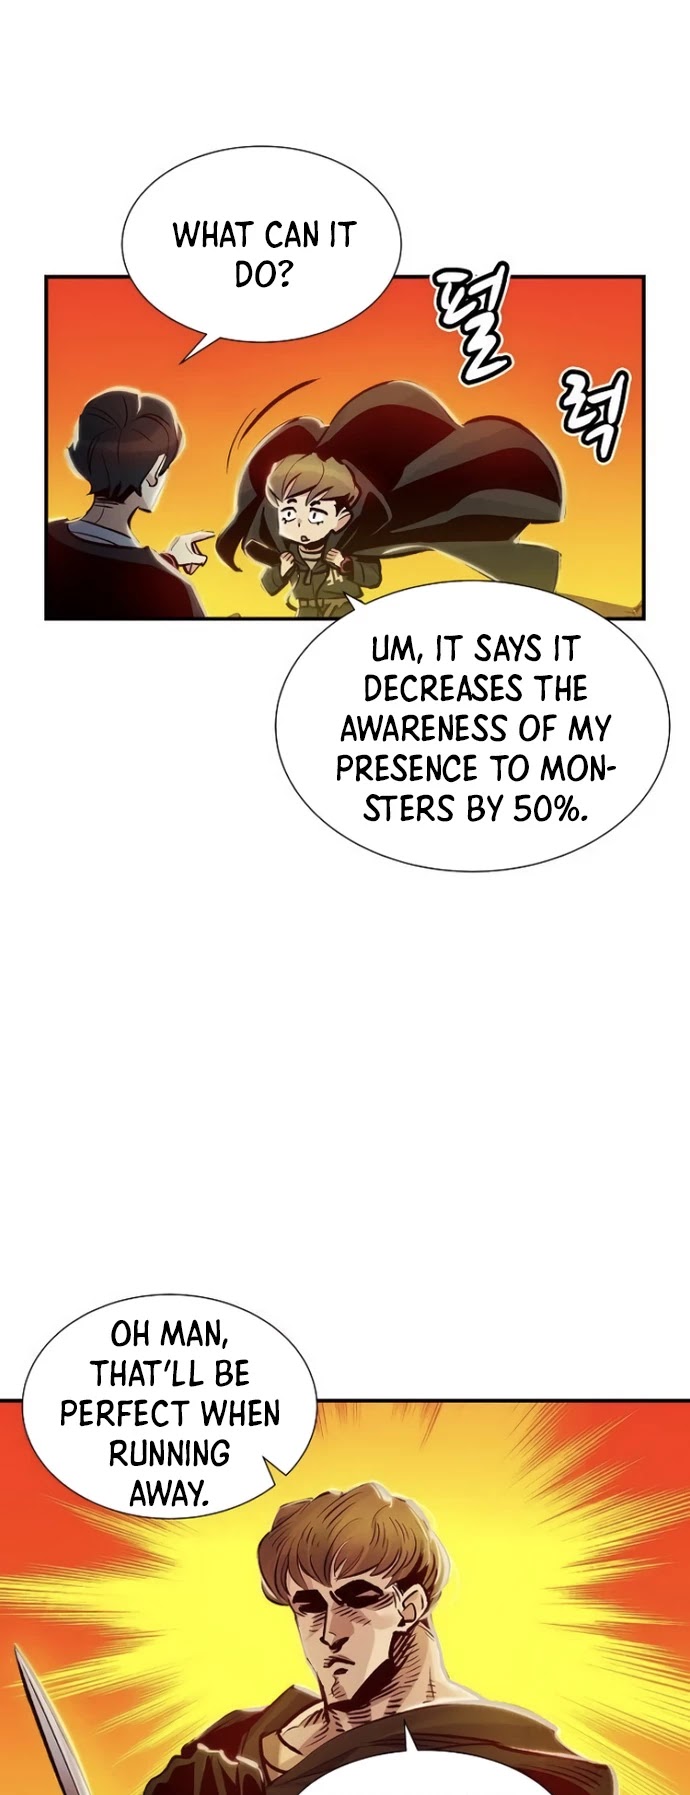 WHAT CAN IT
DO?
펄
럭
UM, IT SAYS IT
DECREASES THE
AWARENESS OF MY
PRESENCE TO MON-
STERS BY 50%.
OH MAN,
THAT'LL BE
PERFECT WHEN
RUNNING
AWAY.